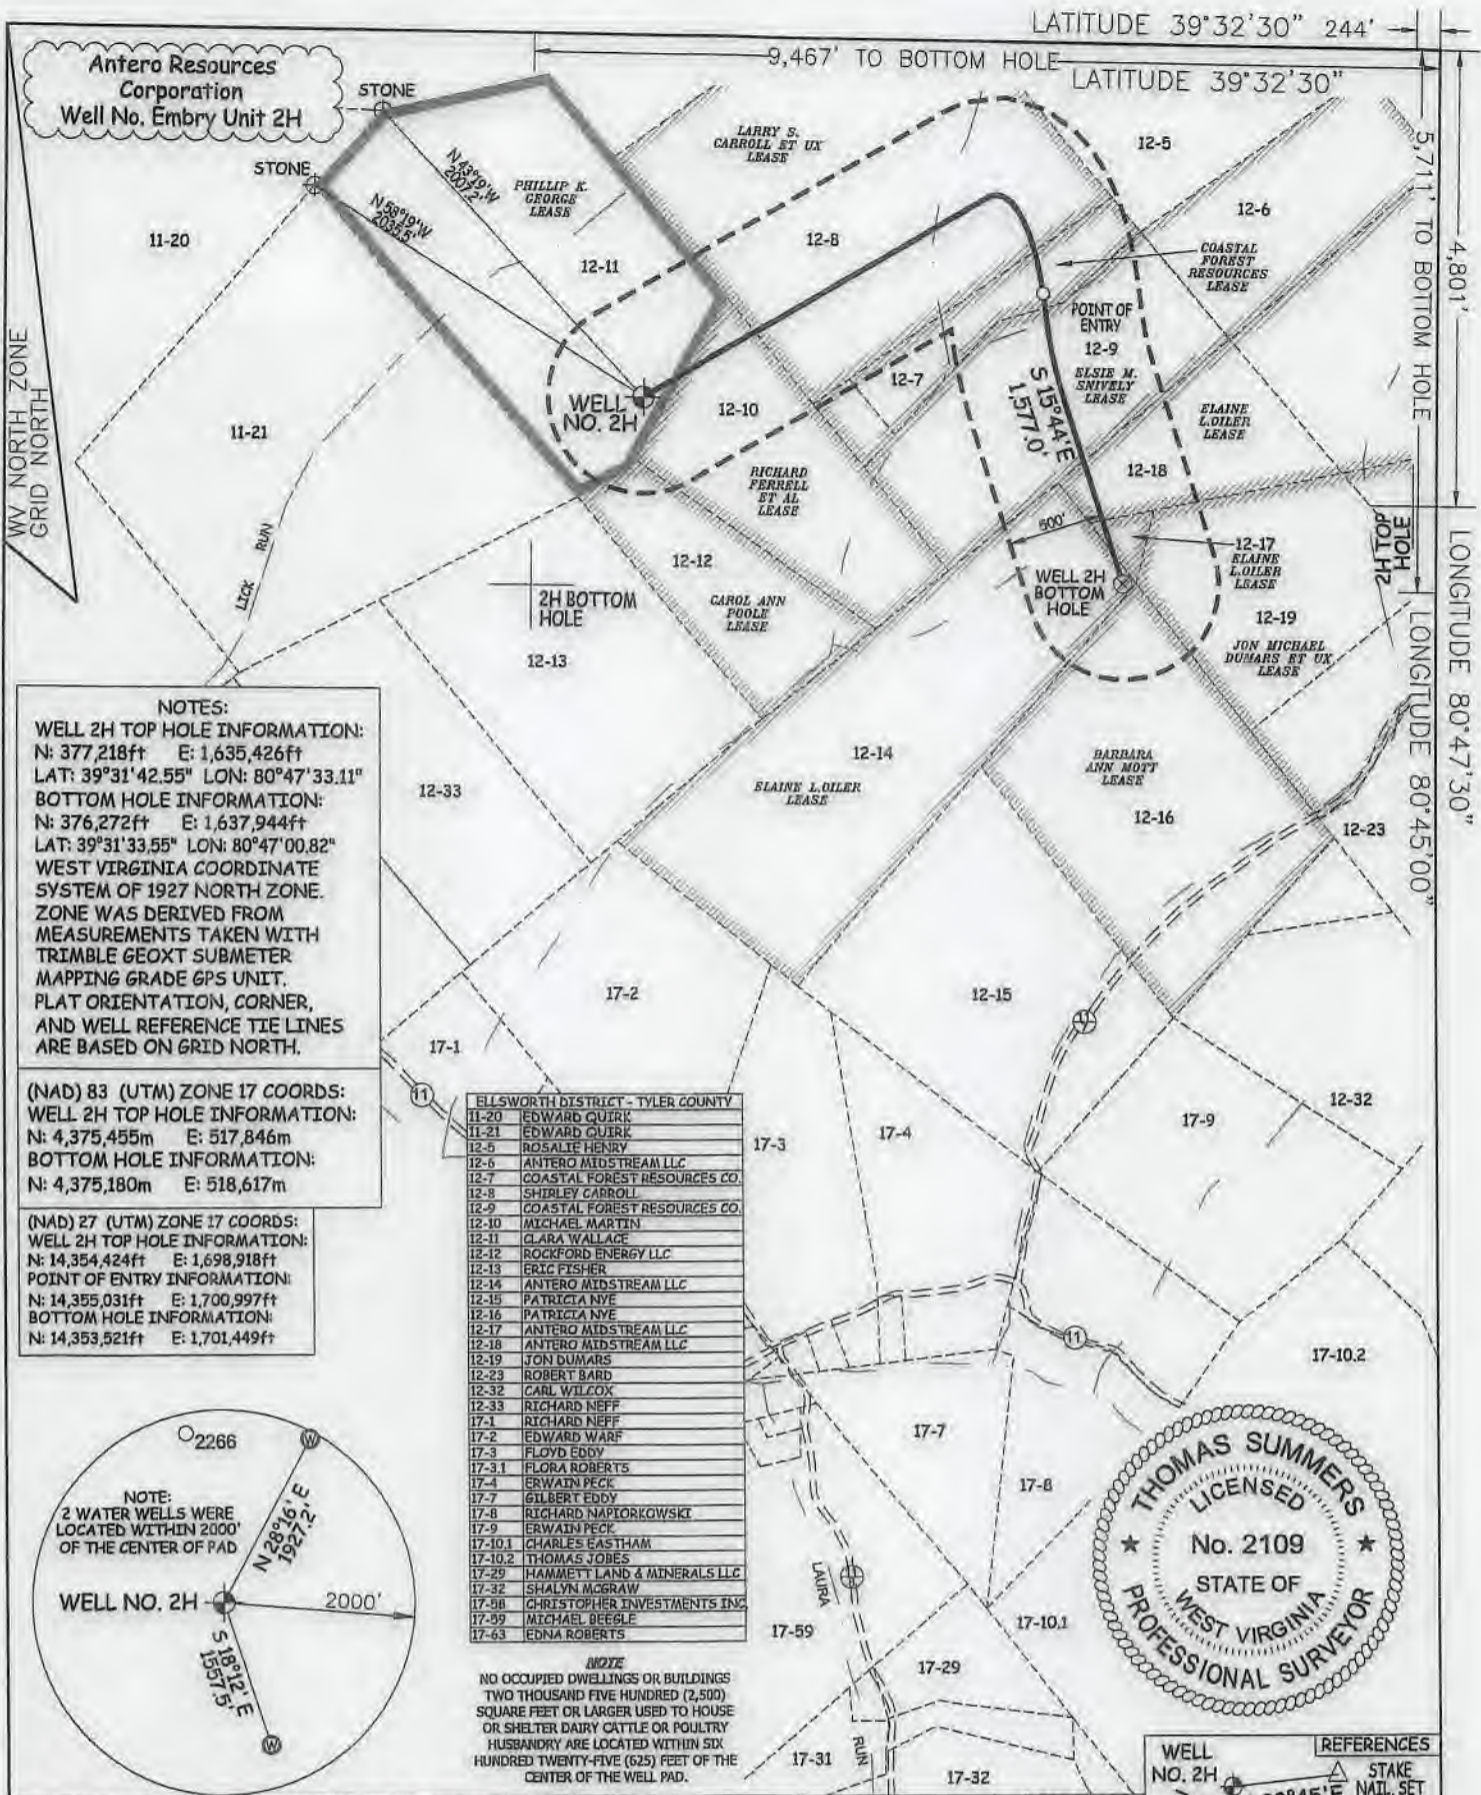 LATITUDE 39°32'30" 244'
9,467' TO BOTTOM HOLE
LATITUDE 39°32'30"
Antero Resources
Corporation
Well No. Embry Unit 2H
STONE
STONE
N 43°19'W
2007.2'
N 58°19'W
2035.5'
PHILLIP K.
GEORGE
LEASE
LARRY S.
CARROLL ET UX
LEASE
12-5
5,711' TO BOTTOM HOLE
4,801'
11-20
12-11
12-8
12-6
COASTAL
FOREST
RESOURCES
LEASE
WV NORTH ZONE
GRID NORTH
POINT OF
ENTRY
12-9
ELSIE M.
SNIVELY
LEASE
12-7
S 15°44'E
1,577.0'
WELL
NO. 2H
12-10
11-21
ELAINE
L.OILER
LEASE
12-18
RICHARD
FERRELL
ET AL
LEASE
500'
12-17
ELAINE
L.OILER
LEASE
2H TOP
HOLE
LICK RUN
12-12
WELL 2H
BOTTOM
HOLE
2H BOTTOM
HOLE
CAROL ANN
POOLE
LEASE
12-19
JON MICHAEL
DUMARS ET UX
LEASE
12-13
LONGITUDE 80°47'30"
LONGITUDE 80°45'00"
NOTES:
WELL 2H TOP HOLE INFORMATION:
N: 377,218ft E: 1,635,426ft
LAT: 39°31'42.55" LON: 80°47'33.11"
BOTTOM HOLE INFORMATION:
N: 376,272ft E: 1,637,944ft
LAT: 39°31'33.55" LON: 80°47'00.82"
WEST VIRGINIA COORDINATE
SYSTEM OF 1927 NORTH ZONE.
ZONE WAS DERIVED FROM
MEASUREMENTS TAKEN WITH
TRIMBLE GEOXT SUBMETER
MAPPING GRADE GPS UNIT.
PLAT ORIENTATION, CORNER,
AND WELL REFERENCE TIE LINES
ARE BASED ON GRID NORTH.
12-14
ELAINE L.OILER
LEASE
BARBARA
ANN MOTT
LEASE
12-16
12-33
12-23
17-2
12-15
17-1
11
(NAD) 83 (UTM) ZONE 17 COORDS:
WELL 2H TOP HOLE INFORMATION:
N: 4,375,455m E: 517,846m
BOTTOM HOLE INFORMATION:
N: 4,375,180m E: 518,617m
(NAD) 27 (UTM) ZONE 17 COORDS:
WELL 2H TOP HOLE INFORMATION:
N: 14,354,424ft E: 1,698,918ft
POINT OF ENTRY INFORMATION:
N: 14,355,031ft E: 1,700,997ft
BOTTOM HOLE INFORMATION:
N: 14,353,521ft E: 1,701,449ft
ELLSWORTH DISTRICT - TYLER COUNTY
11-20 EDWARD QUIRK
11-21 EDWARD QUIRK
12-5 ROSALIE HENRY
12-6 ANTERO MIDSTREAM LLC
12-7 COASTAL FOREST RESOURCES CO.
12-8 SHIRLEY CARROLL
12-9 COASTAL FOREST RESOURCES CO.
12-10 MICHAEL MARTIN
12-11 CLARA WALLACE
12-12 ROCKFORD ENERGY LLC
12-13 ERIC FISHER
12-14 ANTERO MIDSTREAM LLC
12-15 PATRICIA NYE
12-16 PATRICIA NYE
12-17 ANTERO MIDSTREAM LLC
12-18 ANTERO MIDSTREAM LLC
12-19 JON DUMARS
12-23 ROBERT BARD
12-32 CARL WILCOX
12-33 RICHARD NEFF
17-1 RICHARD NEFF
17-2 EDWARD WARF
17-3 FLOYD EDDY
17-3.1 FLORA ROBERTS
17-4 ERWAIN PECK
17-7 GILBERT EDDY
17-8 RICHARD NAPIORKOWSKI
17-9 ERWAIN PECK
17-10.1 CHARLES EASTHAM
17-10.2 THOMAS JOBES
17-29 HAMMETT LAND & MINERALS LLC
17-32 SHALYN MCGRAW
17-58 CHRISTOPHER INVESTMENTS INC.
17-59 MICHAEL BEEGLE
17-63 EDNA ROBERTS
17-3
17-4
17-9
12-32
11
17-10.2
17-7
17-8
LAURA RUN
17-59
17-10.1
17-29
17-31
17-32
2266
W
NOTE:
2 WATER WELLS WERE
LOCATED WITHIN 2000'
OF THE CENTER OF PAD
N 28°16' E
1927.2'
WELL NO. 2H
2000'
S 18°12' E
1557.5'
W
NOTE
NO OCCUPIED DWELLINGS OR BUILDINGS
TWO THOUSAND FIVE HUNDRED (2,500)
SQUARE FEET OR LARGER USED TO HOUSE
OR SHELTER DAIRY CATTLE OR POULTRY
HUSBANDRY ARE LOCATED WITHIN SIX
HUNDRED TWENTY-FIVE (625) FEET OF THE
CENTER OF THE WELL PAD.
THOMAS SUMMERS
LICENSED
No. 2109
STATE OF
WEST VIRGINIA
PROFESSIONAL SURVEYOR
REFERENCES
WELL
NO. 2H
STAKE
NAIL SET